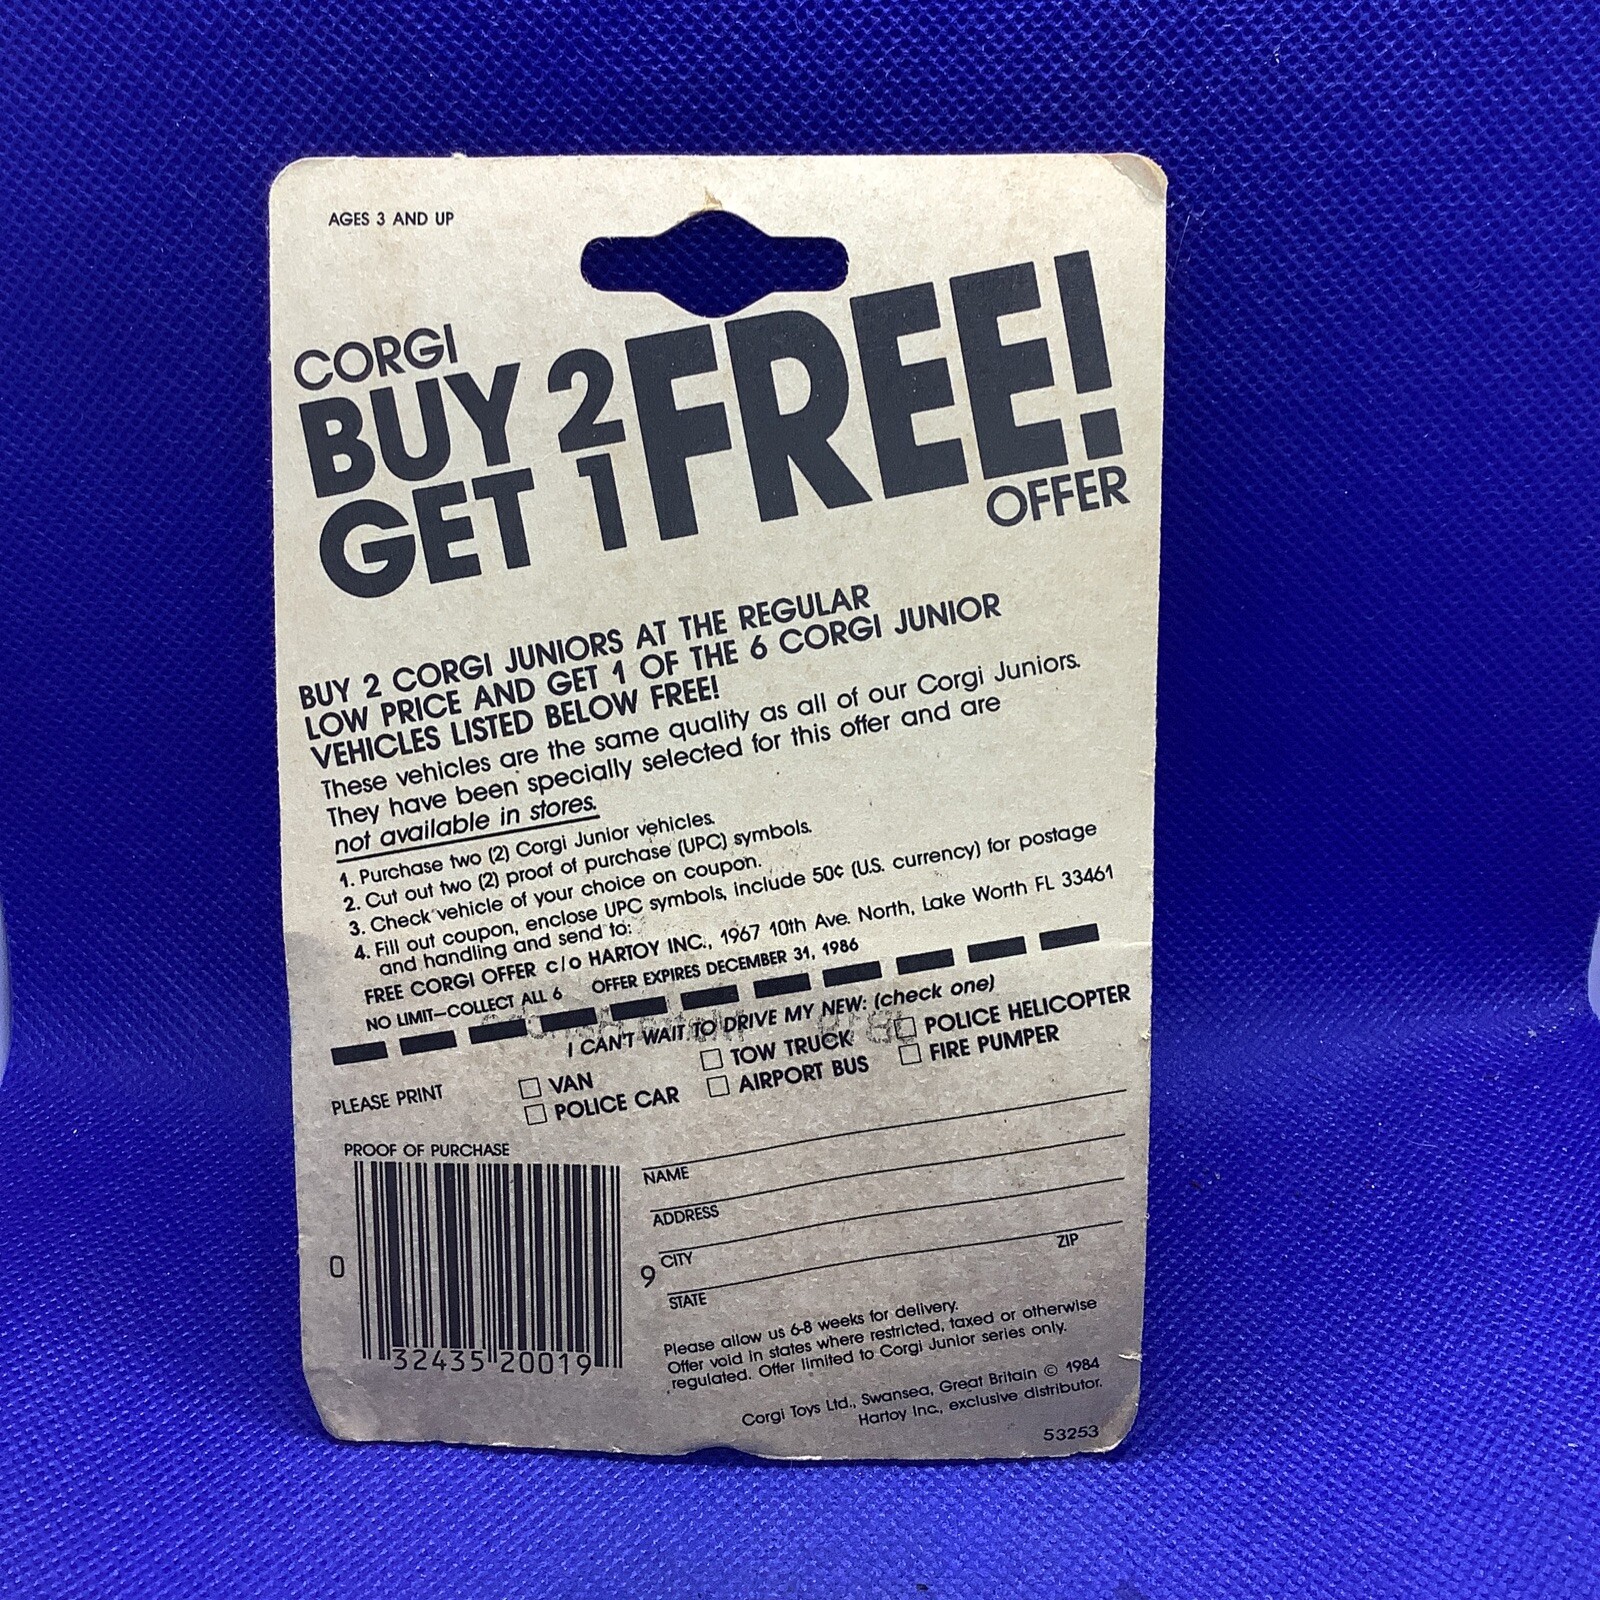 AGES 3 AND UP
CORGI
BUY 2
GET 1
FREE!
OFFER
BUY 2 CORGI JUNIORS AT THE REGULAR
LOW PRICE AND GET 1 OF THE 6 CORGI JUNIOR
VEHICLES LISTED BELOW FREE!
These vehicles are the same quality as all of our Corgi Juniors.
They have been specially selected for this offer and are
not available in stores.
1. Purchase two (2) Corgi Junior vehicles.
2. Cut out two (2) proof of purchase (UPC) symbols.
3. Check vehicle of your choice on coupon.
4. Fill out coupon, enclose UPC symbols, include 50¢ (U.S. currency) for postage
and handling and send to:
FREE CORGI OFFER c/o HARTOY INC., 1967 10th Ave. North, Lake Worth FL 33461
NO LIMIT—COLLECT ALL 6 OFFER EXPIRES DECEMBER 31, 1986
I CAN'T WAIT TO DRIVE MY NEW: (check one)
PLEASE PRINT
VAN
TOW TRUCK
POLICE HELICOPTER
POLICE CAR
AIRPORT BUS
FIRE PUMPER
PROOF OF PURCHASE
0 32435 20019 9
NAME
ADDRESS
CITY
STATE
ZIP
Please allow us 6-8 weeks for delivery.
Offer void in states where restricted, taxed or otherwise
regulated. Offer limited to Corgi Junior series only.
Corgi Toys Ltd., Swansea, Great Britain © 1984
Hartoy Inc., exclusive distributor.
53253